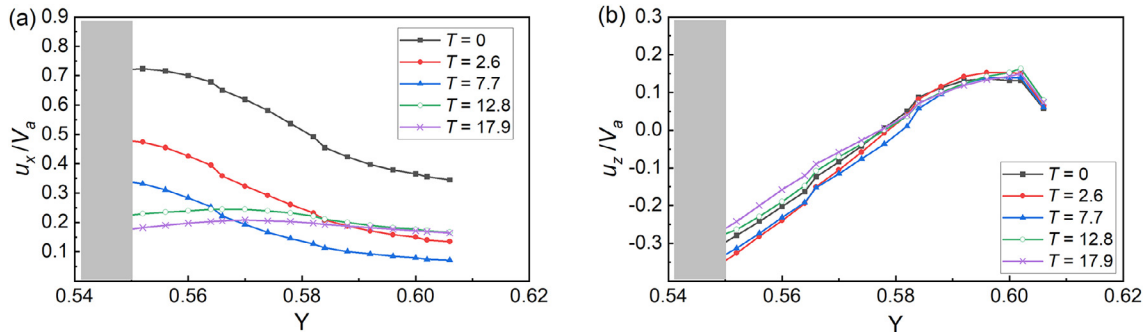 (a)
u_x/V_a
0.9
0.8
0.7
0.6
0.5
0.4
0.3
0.2
0.1
T = 0
T = 2.6
T = 7.7
T = 12.8
T = 17.9
0.54 0.56 0.58 0.60 0.62
Y
(b)
u_z/V_a
0.3
0.2
0.1
0.0
-0.1
-0.2
-0.3
T = 0
T = 2.6
T = 7.7
T = 12.8
T = 17.9
0.54 0.56 0.58 0.60 0.62
Y